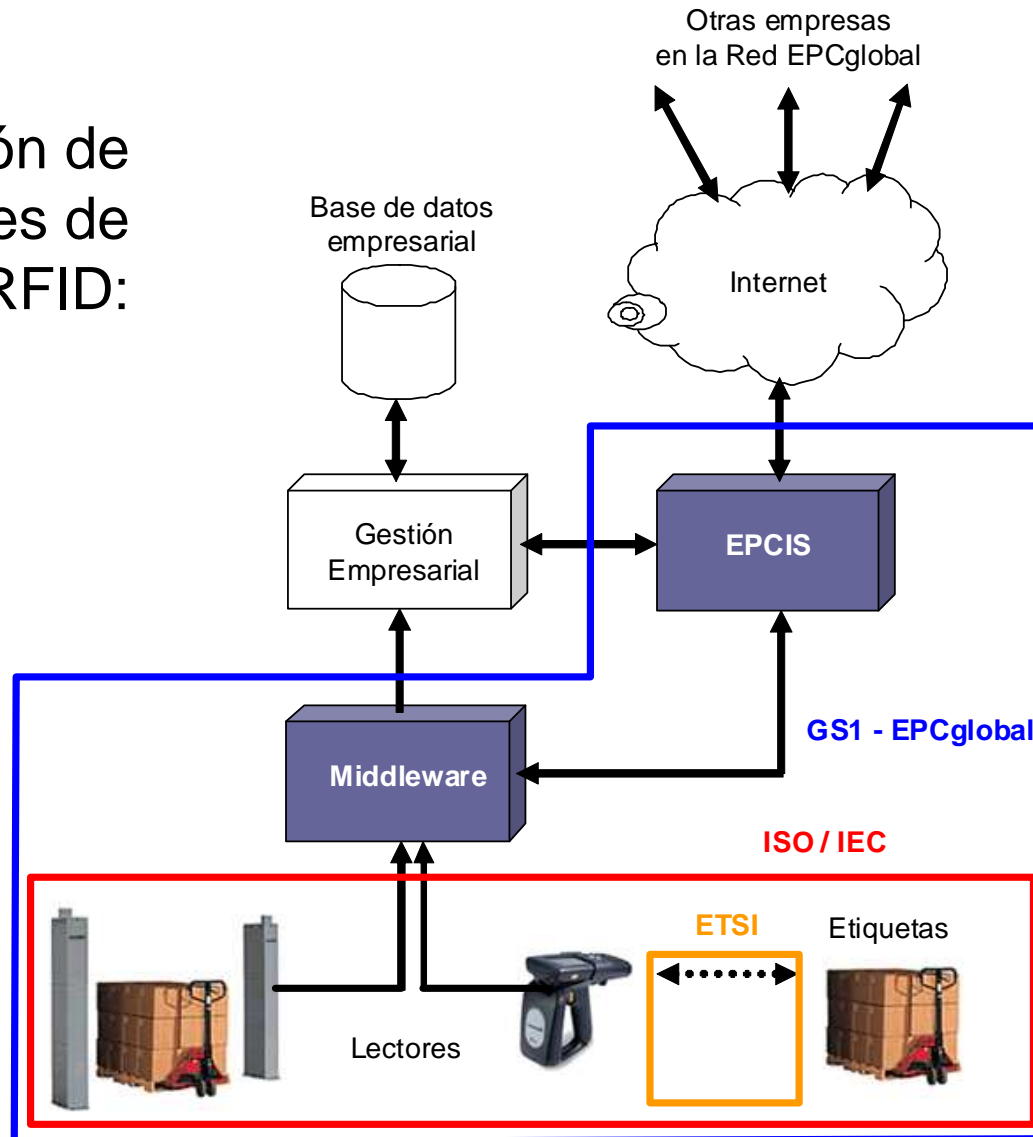 Otras empresas
en la Red EPCglobal
ón de
es de
RFID:
Base de datos
empresarial
Internet
Gestión
Empresarial
EPCIS
GS1 - EPCglobal
Middleware
ISO / IEC
ETSI
Etiquetas
Lectores